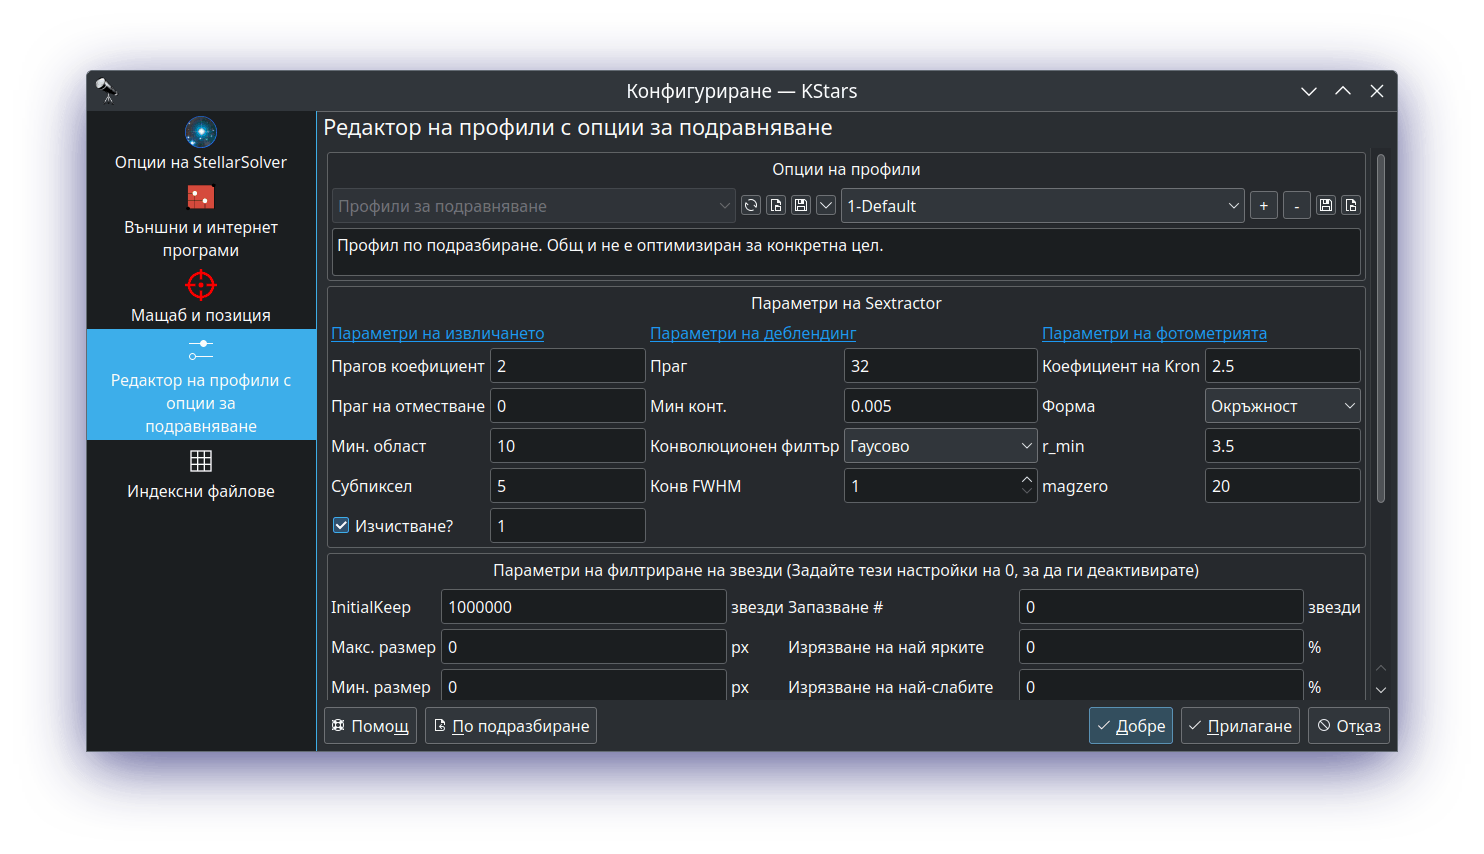 Конфигуриране — KStars
Опции на StellarSolver
Външни и интернет
програми
Мащаб и позиция
Редактор на профили с
опции за
подравняване
Индексни файлове
Редактор на профили с опции за подравняване
Опции на профили
Профили за подравняване
1-Default
+
-
Профил по подразбиране. Общ и не е оптимизиран за конкретна цел.
Параметри на Sextractor
Параметри на извличането
Параметри на деблендинг
Параметри на фотометрията
Прагов коефициент 2
Праг 32
Коефициент на Kron 2.5
Праг на отместване 0
Мин конт. 0.005
Форма Окръжност
Мин. област 10
Конволюционен филтър Гаусово
r_min 3.5
Субпиксел 5
Конв FWHM 1
magzero 20
Изчистване? 1
Параметри на филтриране на звезди (Задайте тези настройки на 0, за да ги деактивирате)
InitialKeep 1000000 звезди Запазване # 0 звезди
Макс. размер 0 px Изрязване на най ярките 0 %
Мин. размер 0 px Изрязване на най-слабите 0 %
Помощ
По подразбиране
Добре
Прилагане
Отказ